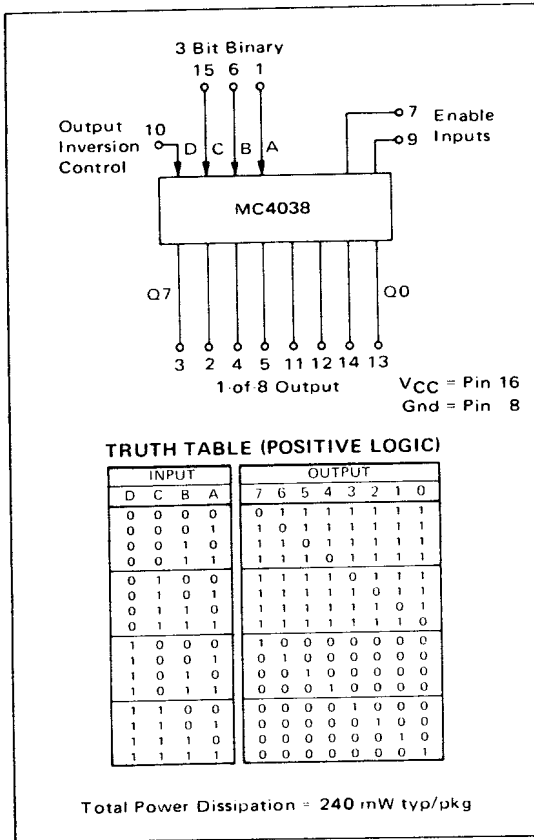 3 Bit Binary
15 6 1
Output Inversion Control
10
D C B A
7
9
Enable Inputs
MC4038
Q7
Q0
3 2 4 5 11 12 14 13
1-of-8 Output
VCC = Pin 16
Gnd = Pin 8
TRUTH TABLE (POSITIVE LOGIC)
INPUT OUTPUT
D C B A 7 6 5 4 3 2 1 0
0 0 0 0 0 1 1 1 1 1 1 1
0 0 0 1 1 0 1 1 1 1 1 1
0 0 1 0 1 1 0 1 1 1 1 1
0 0 1 1 1 1 1 0 1 1 1 1
0 1 0 0 1 1 1 1 0 1 1 1
0 1 0 1 1 1 1 1 1 0 1 1
0 1 1 0 1 1 1 1 1 1 0 1
0 1 1 1 1 1 1 1 1 1 1 0
1 0 0 0 1 0 0 0 0 0 0 0
1 0 0 1 0 1 0 0 0 0 0 0
1 0 1 0 0 0 1 0 0 0 0 0
1 0 1 1 0 0 0 1 0 0 0 0
1 1 0 0 0 0 0 0 1 0 0 0
1 1 0 1 0 0 0 0 0 1 0 0
1 1 1 0 0 0 0 0 0 0 1 0
1 1 1 1 0 0 0 0 0 0 0 1
Total Power Dissipation = 240 mW typ/pkg